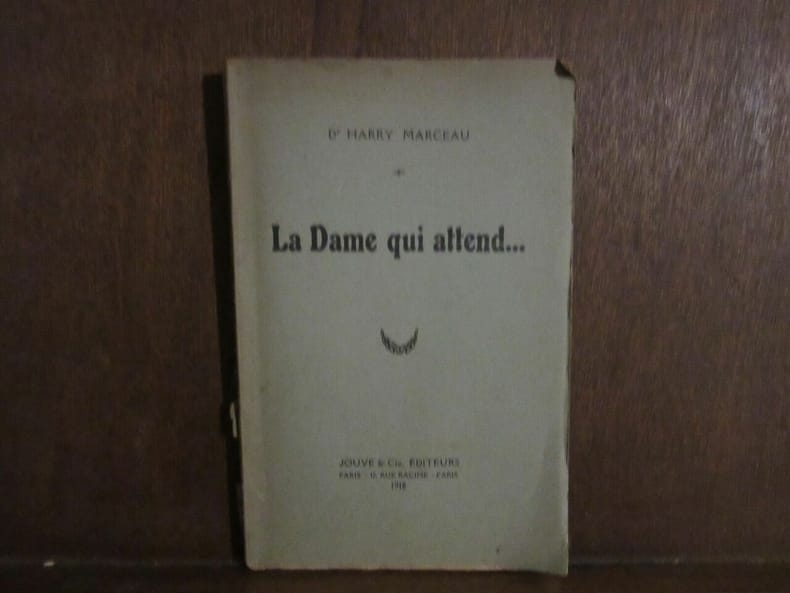 Dr HARRY MARCEAU
La Dame qui attend...
JOUVE & Cie, ÉDITEURS
PARIS - 15, RUE RACINE - PARIS
1918